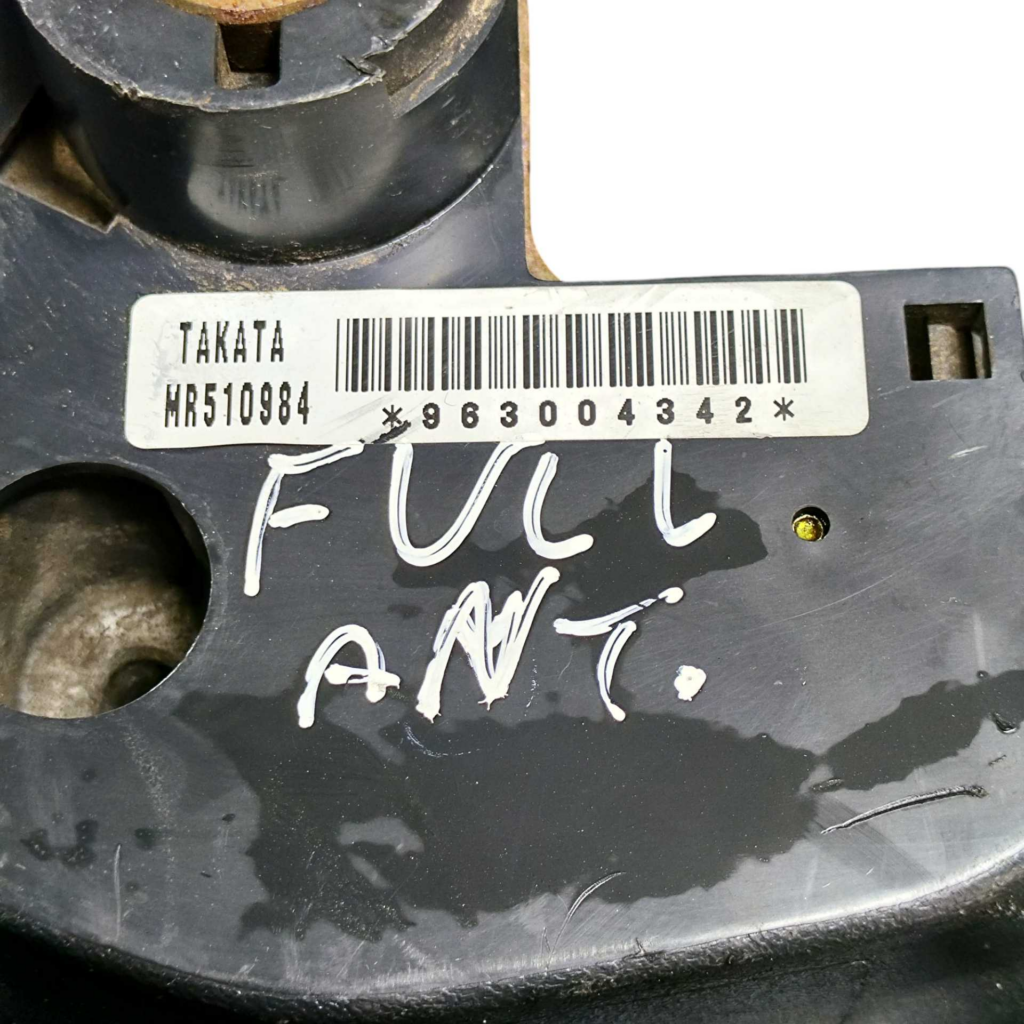 TAKATA
MR510984
*963004342*
FULL
ANT.